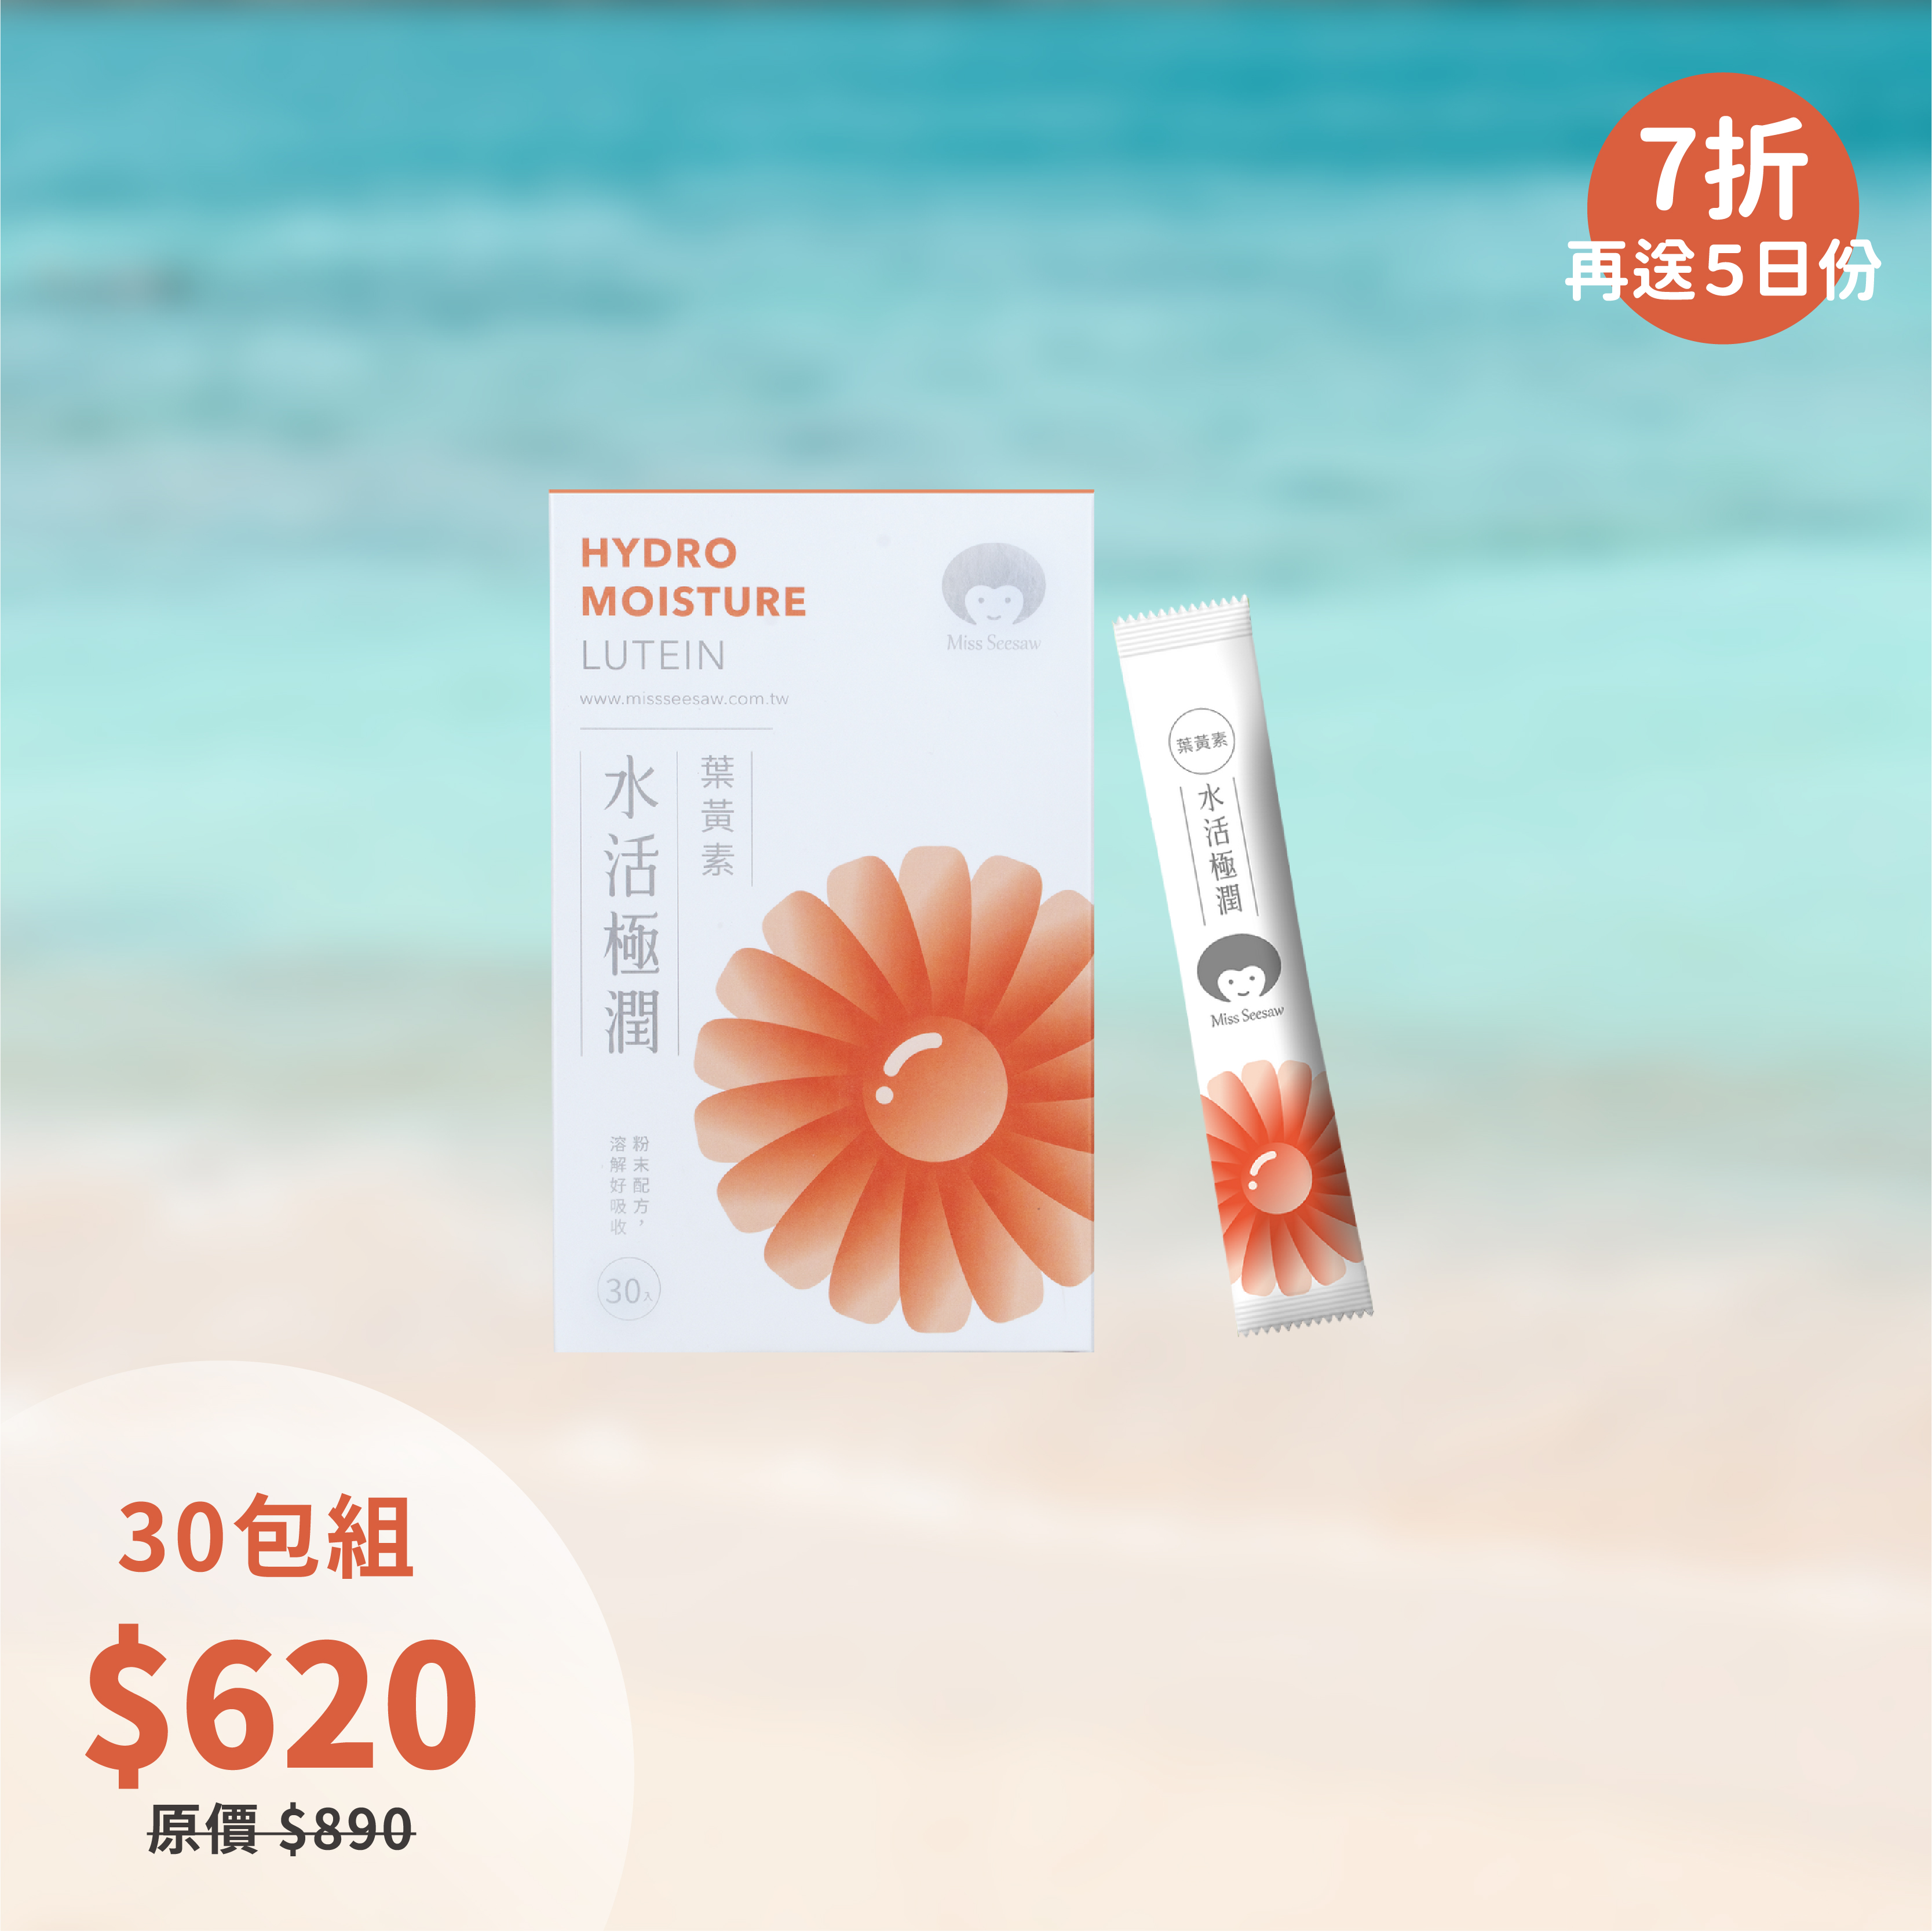 7折
再送5日份
HYDRO
MOISTURE
LUTEIN
www.missseesaw.com.tw
Miss Seesaw
葉黃素
水活極潤
粉末配方，
溶解好吸收
30入
葉黃素
水活極潤
Miss Seesaw
30包組
$620
原價 $890